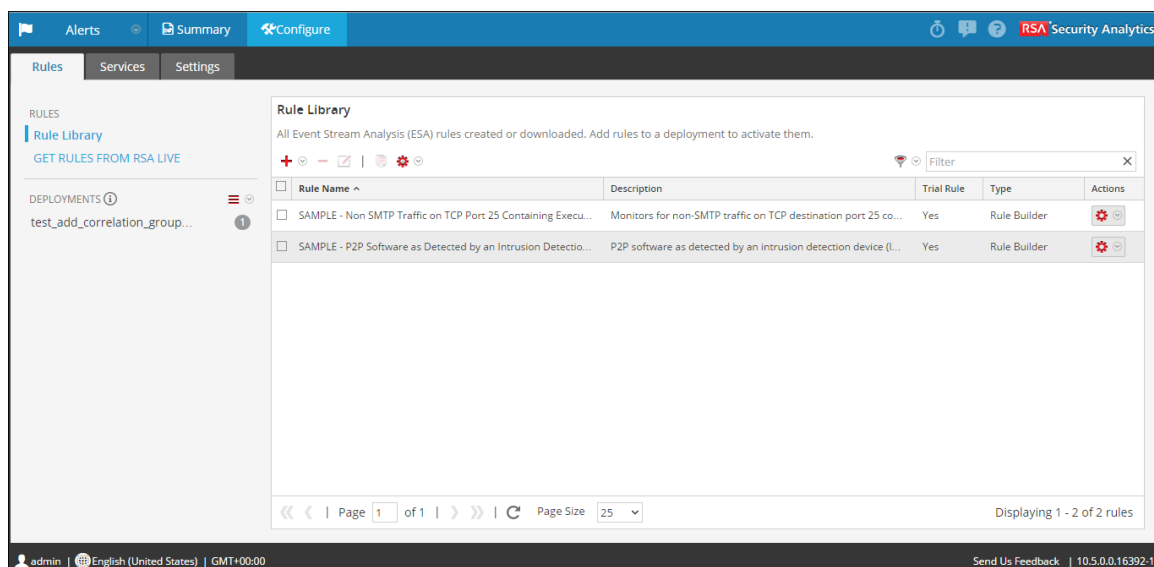 Alerts Summary Configure RSA Security Analytics
Rules Services Settings
RULES
Rule Library
GET RULES FROM RSA LIVE
DEPLOYMENTS
test_add_correlation_group... 1
Rule Library
All Event Stream Analysis (ESA) rules created or downloaded. Add rules to a deployment to activate them.
Filter
Rule Name Description Trial Rule Type Actions
SAMPLE - Non SMTP Traffic on TCP Port 25 Containing Execu... Monitors for non-SMTP traffic on TCP destination port 25 co... Yes Rule Builder
SAMPLE - P2P Software as Detected by an Intrusion Detectio... P2P software as detected by an intrusion detection device (I... Yes Rule Builder
| Page 1 of 1 | | Page Size 25 Displaying 1 - 2 of 2 rules
admin | English (United States) | GMT+00:00 Send Us Feedback | 10.5.0.0.16392-1